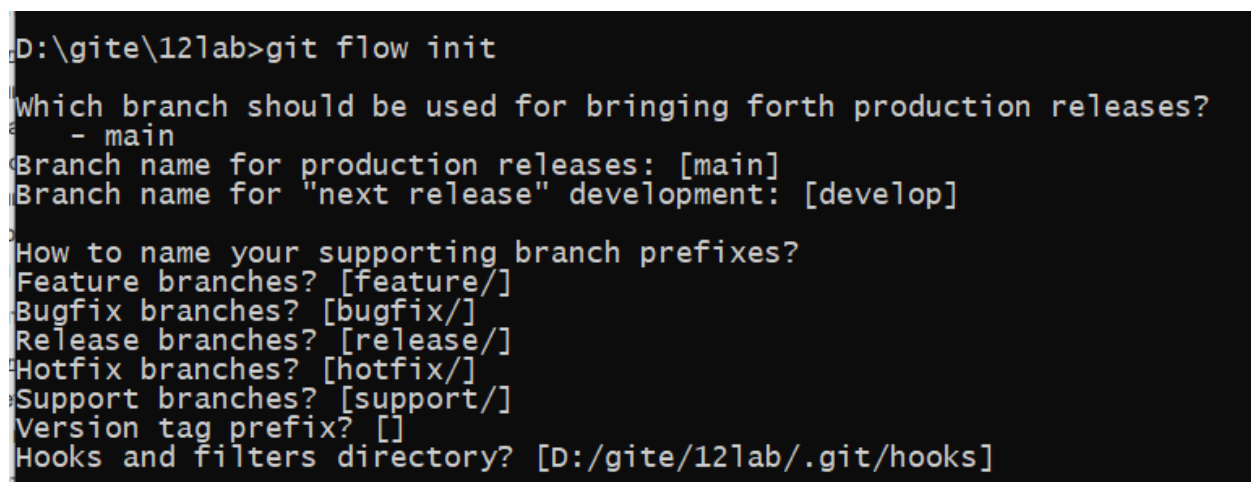 D:\gite\12lab>git flow init
Which branch should be used for bringing forth production releases?
- main
Branch name for production releases: [main]
Branch name for "next release" development: [develop]
How to name your supporting branch prefixes?
Feature branches? [feature/]
Bugfix branches? [bugfix/]
Release branches? [release/]
Hotfix branches? [hotfix/]
Support branches? [support/]
Version tag prefix? []
Hooks and filters directory? [D:/gite/12lab/.git/hooks]